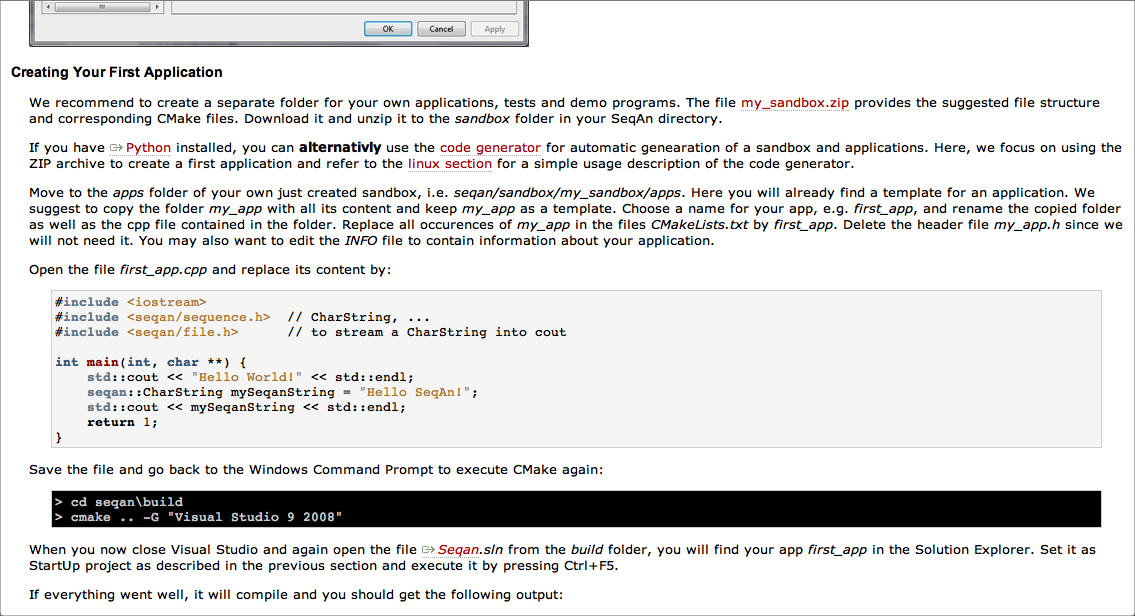 OK Cancel Apply
Creating Your First Application
We recommend to create a separate folder for your own applications, tests and demo programs. The file my_sandbox.zip provides the suggested file structure
and corresponding CMake files. Download it and unzip it to the sandbox folder in your SeqAn directory.
If you have Python installed, you can alternativly use the code generator for automatic genearation of a sandbox and applications. Here, we focus on using the
ZIP archive to create a first application and refer to the linux section for a simple usage description of the code generator.
Move to the apps folder of your own just created sandbox, i.e. seqan/sandbox/my_sandbox/apps. Here you will already find a template for an application. We
suggest to copy the folder my_app with all its content and keep my_app as a template. Choose a name for your app, e.g. first_app, and rename the copied folder
as well as the cpp file contained in the folder. Replace all occurences of my_app in the files CMakeLists.txt by first_app. Delete the header file my_app.h since we
will not need it. You may also want to edit the INFO file to contain information about your application.
Open the file first_app.cpp and replace its content by:
#include <iostream>
#include <seqan/sequence.h>  // CharString, ...
#include <seqan/file.h>      // to stream a CharString into cout
int main(int, char **) {
    std::cout << "Hello World!" << std::endl;
    seqan::CharString mySeqanString = "Hello SeqAn!";
    std::cout << mySeqanString << std::endl;
    return 1;
}
Save the file and go back to the Windows Command Prompt to execute CMake again:
> cd seqan\build
> cmake .. -G "Visual Studio 9 2008"
When you now close Visual Studio and again open the file Seqan.sln from the build folder, you will find your app first_app in the Solution Explorer. Set it as
StartUp project as described in the previous section and execute it by pressing Ctrl+F5.
If everything went well, it will compile and you should get the following output: